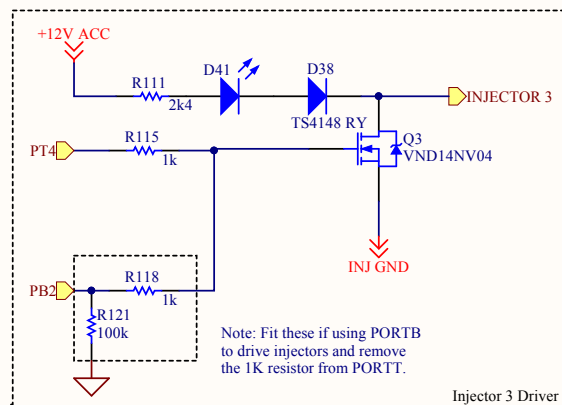 +12V ACC
D41
D38
R111
2k4
INJECTOR 3
TS4148 RY
Q3
VND14NV04
R115
PT4
1k
INJ GND
R118
PB2
1k
R121
100k
Note: Fit these if using PORTB
to drive injectors and remove
the 1K resistor from PORTT.
Injector 3 Driver